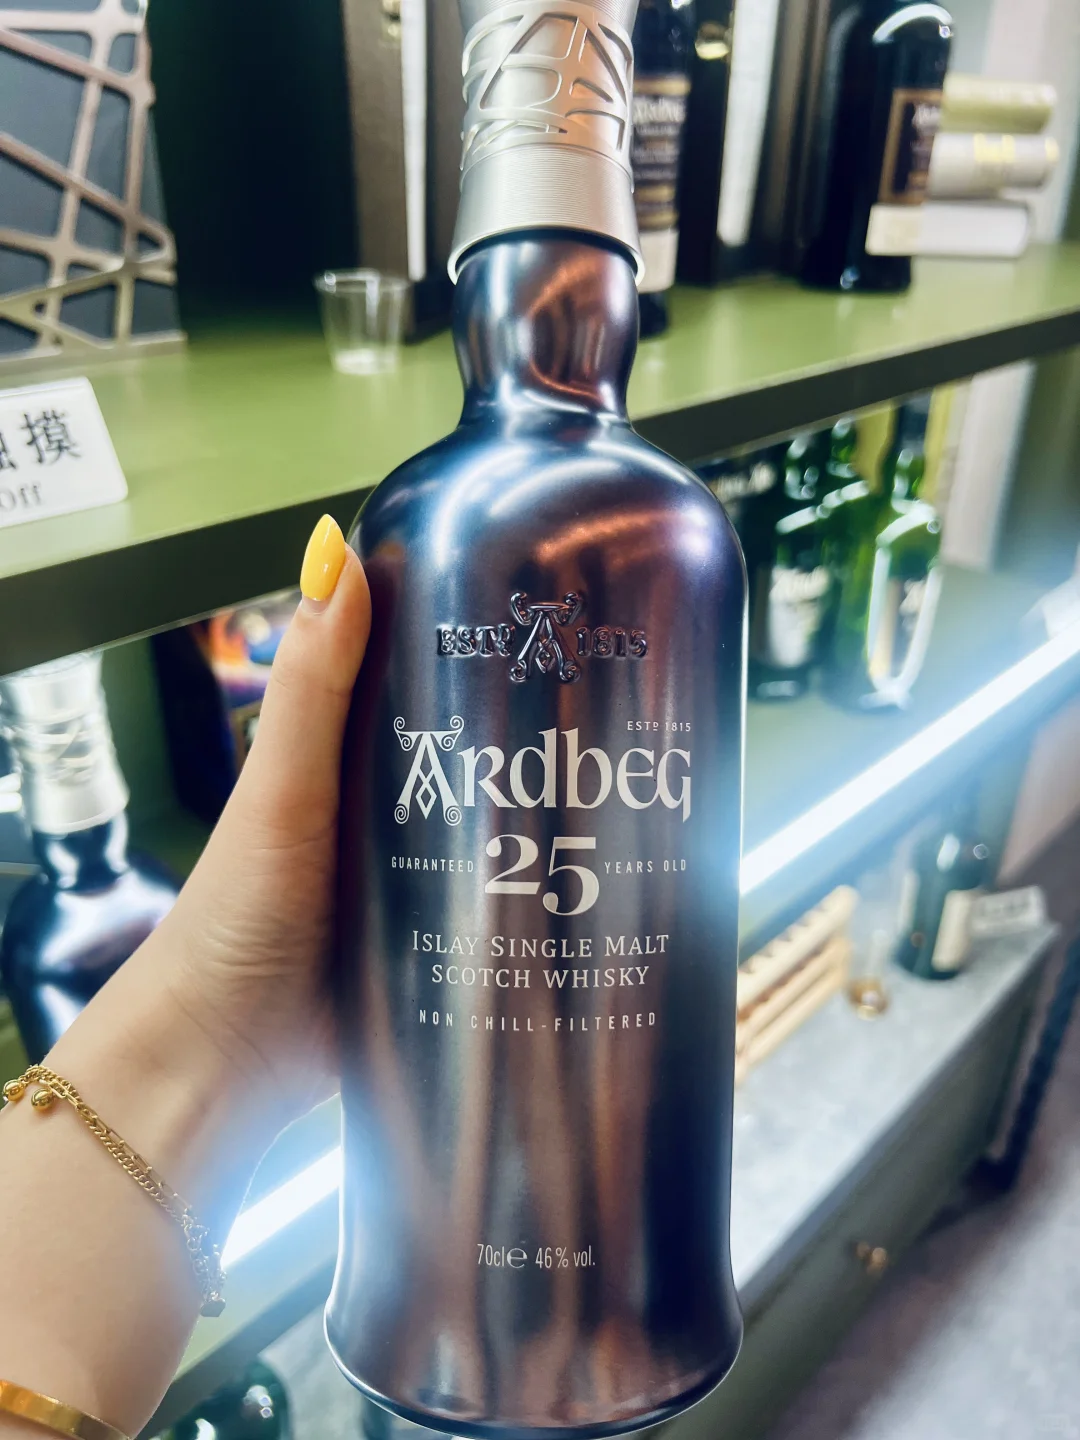 摸
off
ESTD 1815
ESTD 1815
ARdbeg
GUARANTEED 25 YEARS OLD
ISLAY SINGLE MALT
SCOTCH WHISKY
NON CHILL-FILTERED
70cl℮ 46% vol.